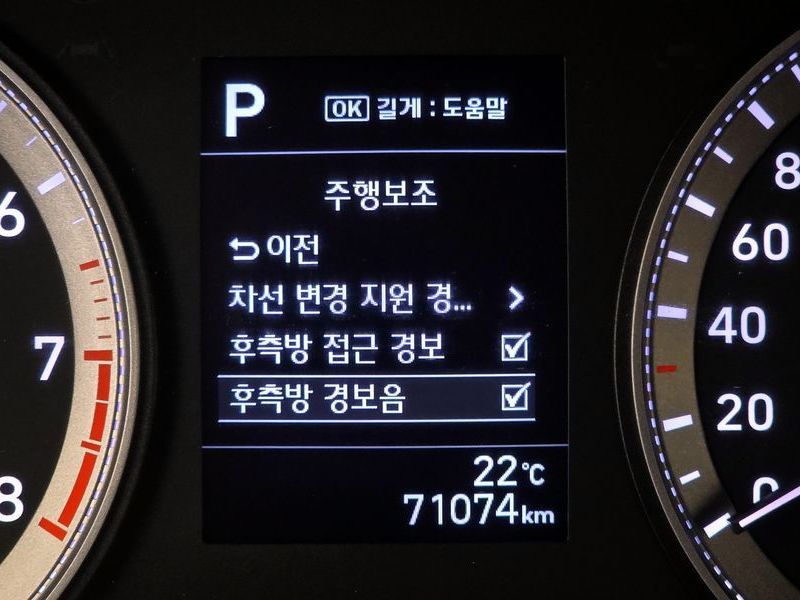 P
OK 길게 : 도움말
주행보조
이전
차선 변경 지원 경...
후측방 접근 경보
후측방 경보음
22°C
71074km
6
7
8
80
60
40
20
0